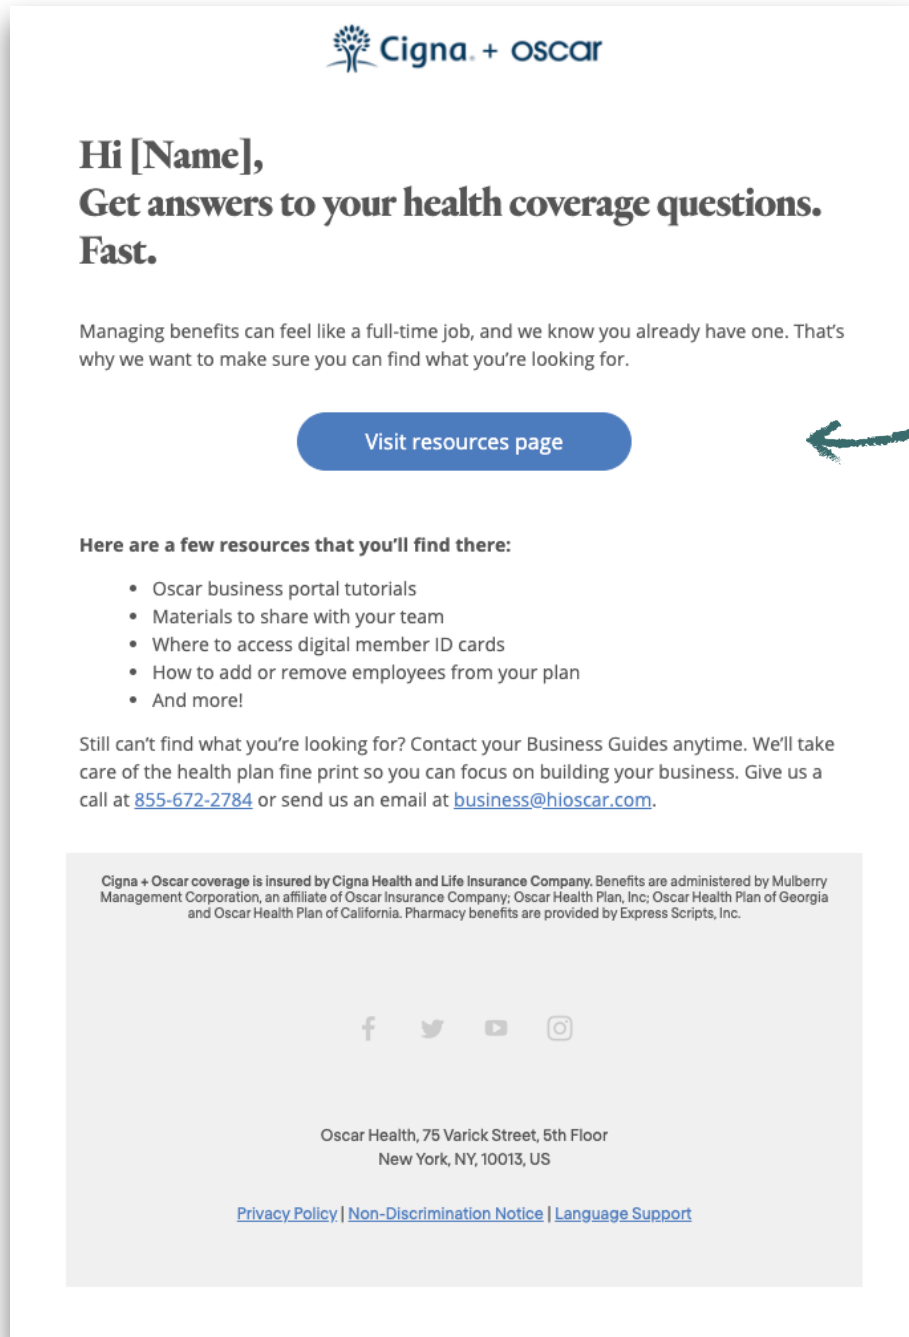 Cigna. + oscar
Hi [Name],
Get answers to your health coverage questions.
Fast.
Managing benefits can feel like a full-time job, and we know you already have one. That’s
why we want to make sure you can find what you’re looking for.
Visit resources page
Here are a few resources that you’ll find there:
• Oscar business portal tutorials
• Materials to share with your team
• Where to access digital member ID cards
• How to add or remove employees from your plan
• And more!
Still can’t find what you’re looking for? Contact your Business Guides anytime. We’ll take
care of the health plan fine print so you can focus on building your business. Give us a
call at 855-672-2784 or send us an email at business@hioscar.com.
Cigna + Oscar coverage is insured by Cigna Health and Life Insurance Company. Benefits are administered by Mulberry
Management Corporation, an affiliate of Oscar Insurance Company; Oscar Health Plan, Inc; Oscar Health Plan of Georgia
and Oscar Health Plan of California. Pharmacy benefits are provided by Express Scripts, Inc.
Oscar Health, 75 Varick Street, 5th Floor
New York, NY, 10013, US
Privacy Policy | Non-Discrimination Notice | Language Support